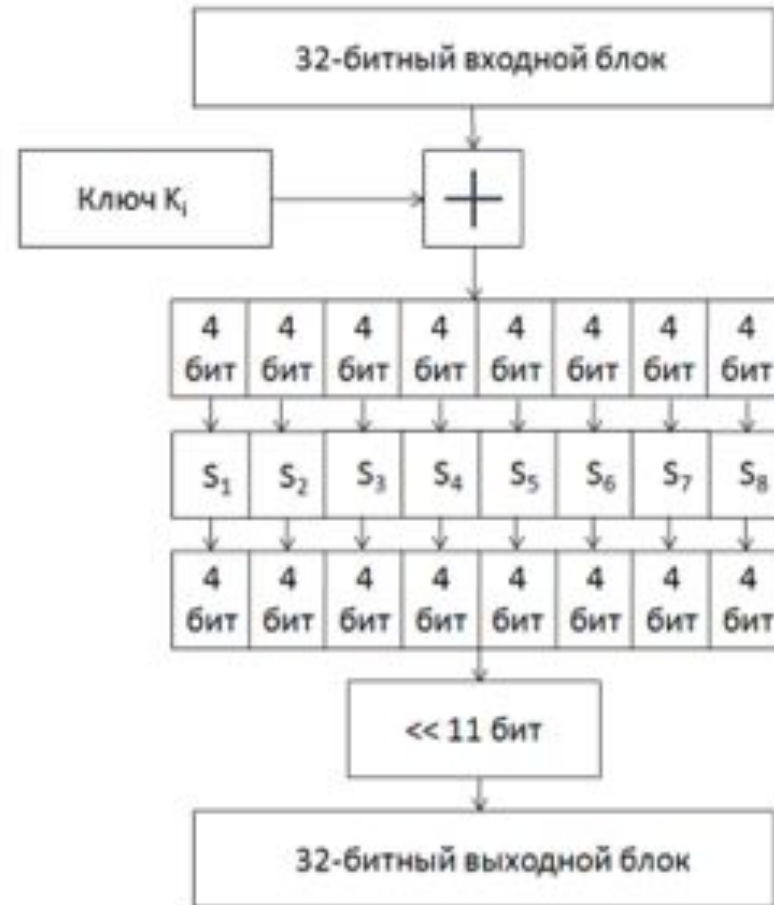 32-битный входной блок
Ключ Kᵢ
+
4 4 4 4 4 4 4 4
бит бит бит бит бит бит бит бит
S₁ S₂ S₃ S₄ S₅ S₆ S₇ S₈
4 4 4 4 4 4 4 4
бит бит бит бит бит бит бит бит
<< 11 бит
32-битный выходной блок